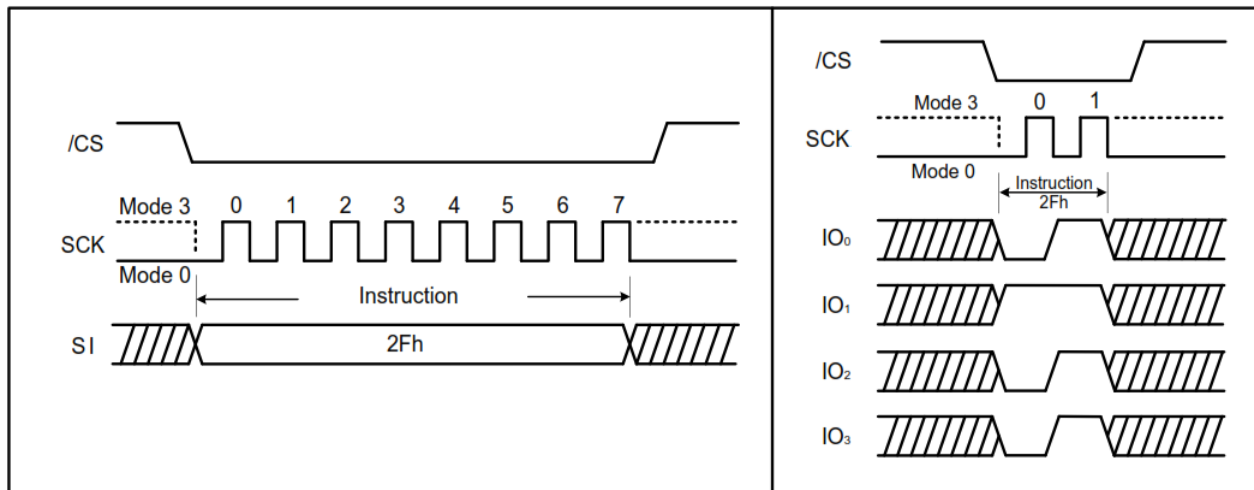 /CS
Mode 3 0 1 2 3 4 5 6 7
SCK
Mode 0
Instruction
SI 2Fh
/CS
Mode 3 0 1
SCK
Mode 0
Instruction
2Fh
IO₀
IO₁
IO₂
IO₃